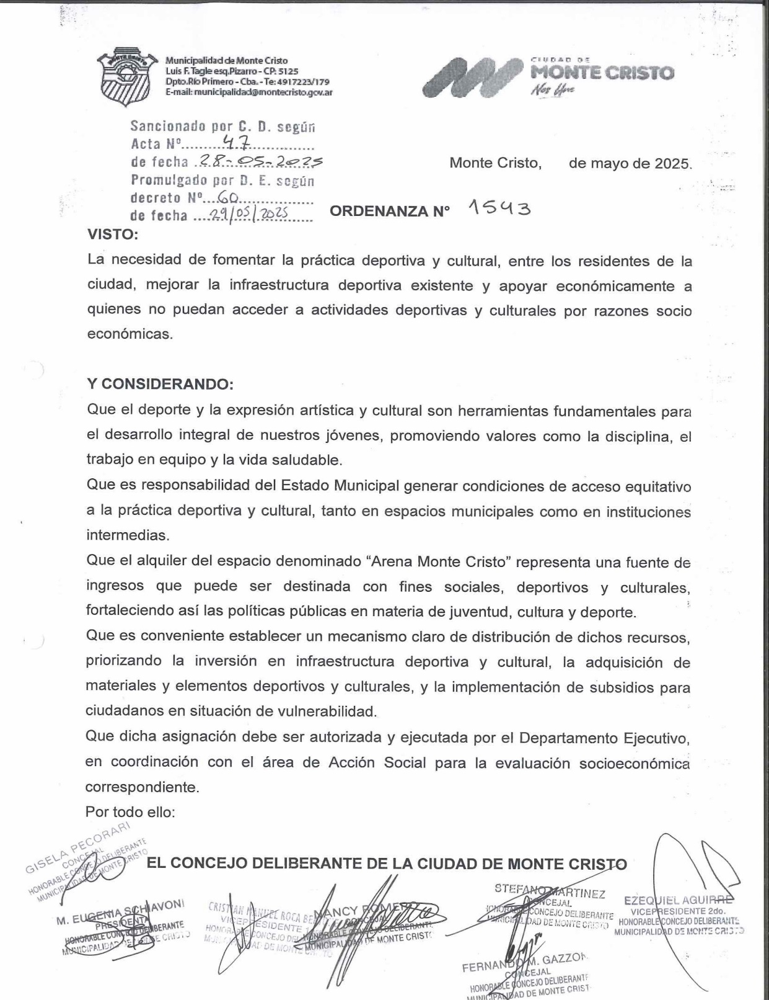 Municipalidad de Monte Cristo
Luis F. Tagle esq.Pizarro - CP: 5125
Dpto.Río Primero - Cba. - Te: 4917223/179
E-mail: municipalidad@montecristo.gov.ar
MONTE CRISTO
CIUDAD DE
MONTE CRISTO
Nos Une
Sancionado por C. D. según
Acta Nº 47
de fecha 28-05-2025
Monte Cristo, de mayo de 2025.
Promulgado por D. E. según
decreto Nº 60
de fecha 29/05/2025
ORDENANZA Nº 1543
VISTO:
La necesidad de fomentar la práctica deportiva y cultural, entre los residentes de la
ciudad, mejorar la infraestructura deportiva existente y apoyar económicamente a
quienes no puedan acceder a actividades deportivas y culturales por razones socio
económicas.
Y CONSIDERANDO:
Que el deporte y la expresión artística y cultural son herramientas fundamentales para
el desarrollo integral de nuestros jóvenes, promoviendo valores como la disciplina, el
trabajo en equipo y la vida saludable.
Que es responsabilidad del Estado Municipal generar condiciones de acceso equitativo
a la práctica deportiva y cultural, tanto en espacios municipales como en instituciones
intermedias.
Que el alquiler del espacio denominado “Arena Monte Cristo” representa una fuente de
ingresos que puede ser destinada con fines sociales, deportivos y culturales,
fortaleciendo así las políticas públicas en materia de juventud, cultura y deporte.
Que es conveniente establecer un mecanismo claro de distribución de dichos recursos,
priorizando la inversión en infraestructura deportiva y cultural, la adquisición de
materiales y elementos deportivos y culturales, y la implementación de subsidios para
ciudadanos en situación de vulnerabilidad.
Que dicha asignación debe ser autorizada y ejecutada por el Departamento Ejecutivo,
en coordinación con el área de Acción Social para la evaluación socioeconómica
correspondiente.
Por todo ello:
EL CONCEJO DELIBERANTE DE LA CIUDAD DE MONTE CRISTO
GISELA PECORARI
CONCEJAL
HONORABLE CONCEJO DELIBERANTE
MUNICIPALIDAD DE MONTE CRISTO
M. EUGENIA SCHIAVONI
PRESIDENTA
HONORABLE CONCEJO DELIBERANTE
MUNICIPALIDAD DE MONTE CRISTO
CRISTIAN MANUEL ROCA
VICEPRESIDENTE
HONORABLE CONCEJO
DE MONTE
NANCY ROMERO
CONCEJAL
HONORABLE CONCEJO DELIBERANTE
MUNICIPALIDAD DE MONTE CRISTO
STEFANO MARTINEZ
CONCEJAL
HONORABLE CONCEJO DELIBERANTE
MUNICIPALIDAD DE MONTE CRISTO
EZEQUIEL AGUIRRE
VICEPRESIDENTE 2do.
HONORABLE CONCEJO DELIBERANTE
MUNICIPALIDAD DE MONTE CRISTO
FERNANDO M. GAZZON
CONCEJAL
HONORABLE CONCEJO DELIBERANTE
MUNICIPALIDAD DE MONTE CRIST